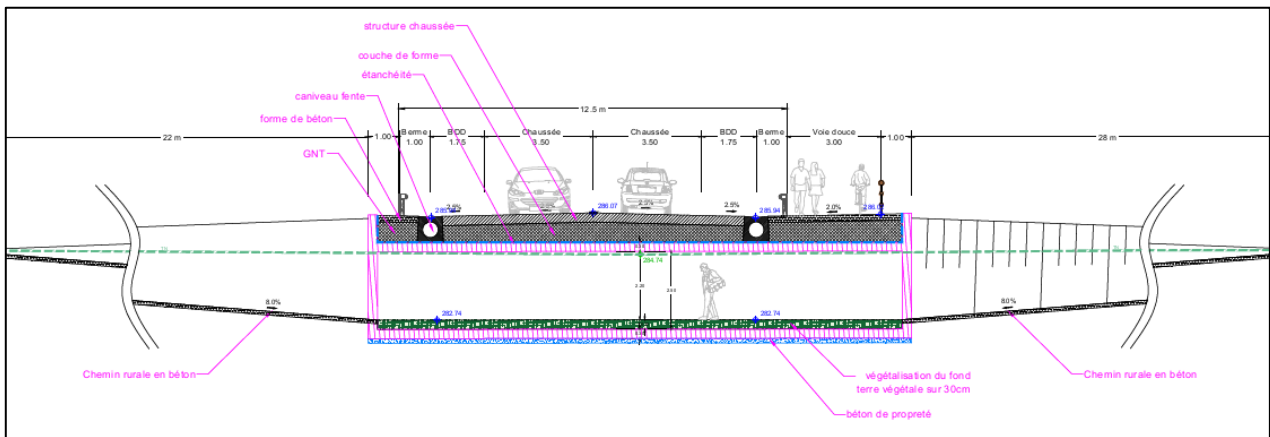 structure chaussée
couche de forme
étanchéité
caniveau fente
12.5 m
forme de béton
22 m
1.00
Berme
1.00
BDD
1.75
Chaussée
3.50
Chaussée
3.50
BDD
1.75
Berme
1.00
Voie douce
3.00
1.00
28 m
GNT
2.5%
286.07
2.5%
2.5%
285.94
2.0%
284.74
8.0%
282.74
282.74
8.0%
Chemin rurale en béton
végétalisation du fond
terre végétale sur 30cm
Chemin rurale en béton
béton de propreté